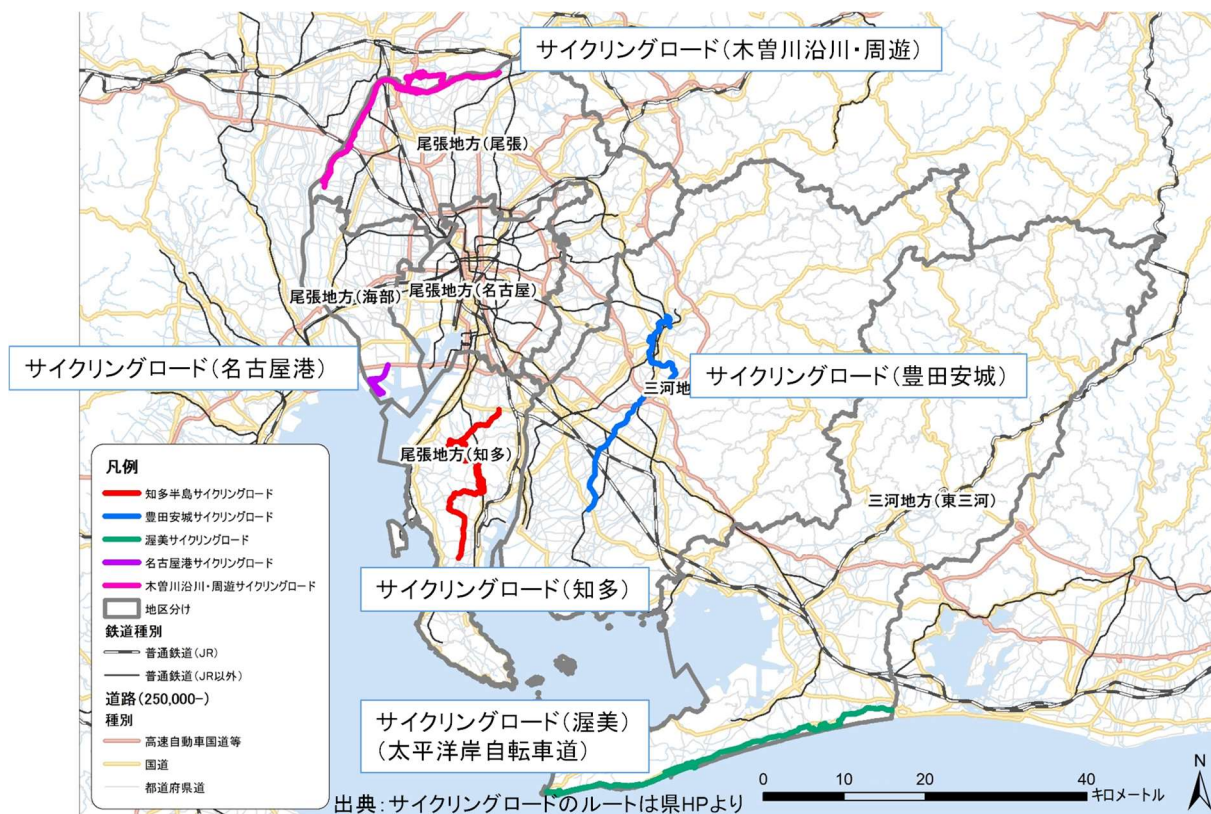 サイクリングロード(木曽川沿川・周遊)
尾張地方(尾張)
尾張地方(海部)
尾張地方(名古屋)
サイクリングロード(名古屋港)
サイクリングロード(豊田安城)
三河地
尾張地方(知多)
三河地方(東三河)
サイクリングロード(知多)
サイクリングロード(渥美)
(太平洋岸自転車道)
凡例
知多半島サイクリングロード
豊田安城サイクリングロード
渥美サイクリングロード
名古屋港サイクリングロード
木曽川沿川・周遊サイクリングロード
地区分け
鉄道種別
普通鉄道(JR)
普通鉄道(JR以外)
道路(250,000-)
種別
高速自動車国道等
国道
都道府県道
出典:サイクリングロードのルートは県HPより
0 10 20 40
キロメートル
N